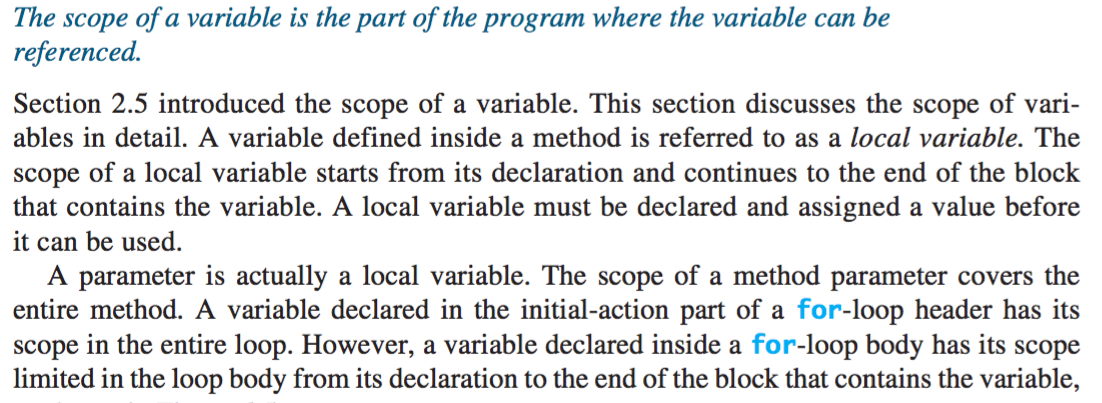 The scope of a variable is the part of the program where the variable can be
referenced.
Section 2.5 introduced the scope of a variable. This section discusses the scope of vari-
ables in detail. A variable defined inside a method is referred to as a local variable. The
scope of a local variable starts from its declaration and continues to the end of the block
that contains the variable. A local variable must be declared and assigned a value before
it can be used.
A parameter is actually a local variable. The scope of a method parameter covers the
entire method. A variable declared in the initial-action part of a for-loop header has its
scope in the entire loop. However, a variable declared inside a for-loop body has its scope
limited in the loop body from its declaration to the end of the block that contains the variable,